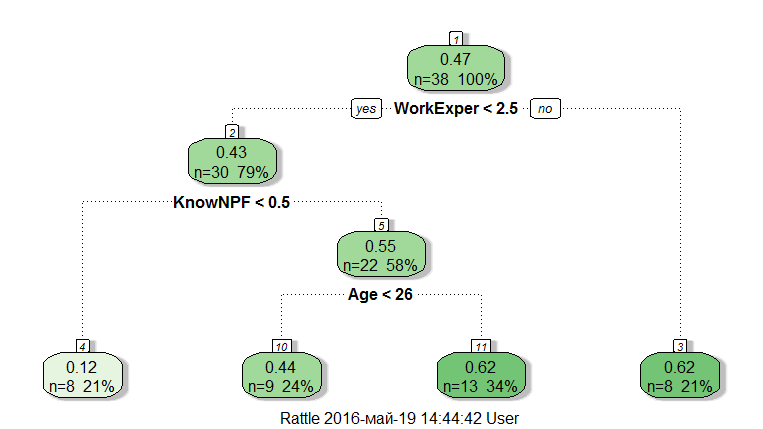 1
0.47
n=38 100%
yes WorkExper < 2.5 no
2
0.43
n=30 79%
KnowNPF < 0.5
5
0.55
n=22 58%
Age < 26
4
0.12
n=8 21%
10
0.44
n=9 24%
11
0.62
n=13 34%
3
0.62
n=8 21%
Rattle 2016-май-19 14:44:42 User